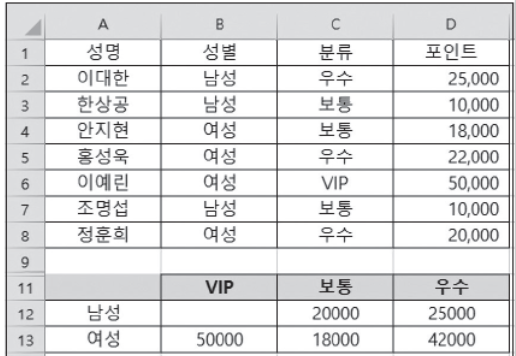 A B C D
1 성명 성별 분류 포인트
2 이대한 남성 우수 25,000
3 한상공 남성 보통 10,000
4 안지현 여성 보통 18,000
5 홍성욱 여성 우수 22,000
6 이예린 여성 VIP 50,000
7 조명섭 남성 보통 10,000
8 정훈희 여성 우수 20,000
9
11 VIP 보통 우수
12 남성 20000 25000
13 여성 50000 18000 42000